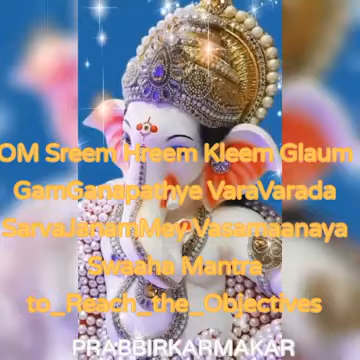 OM Sreem Hreem Kleem Glaum
GamGanapathye VaraVarada
SarvaJanamMey Vasamaanaya
Swaaha Mantra
to_Reach_the_Objectives
PRABBIRKARMAKAR